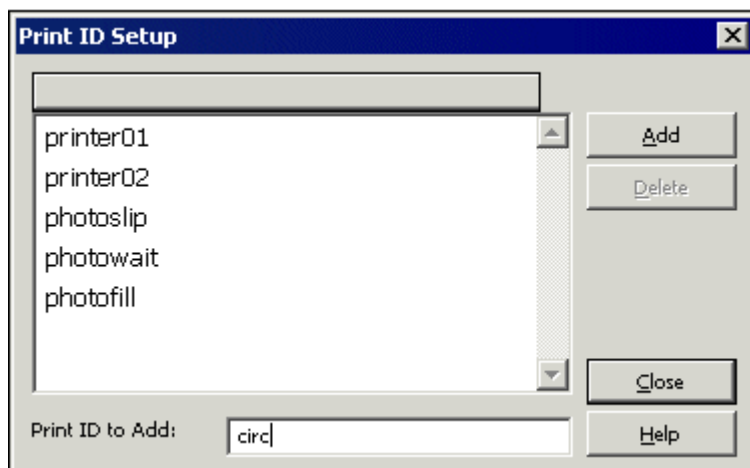 Print ID Setup
printer01
printer02
photoslip
photowait
photofill
Add
Delete
Close
Print ID to Add:
circ
Help